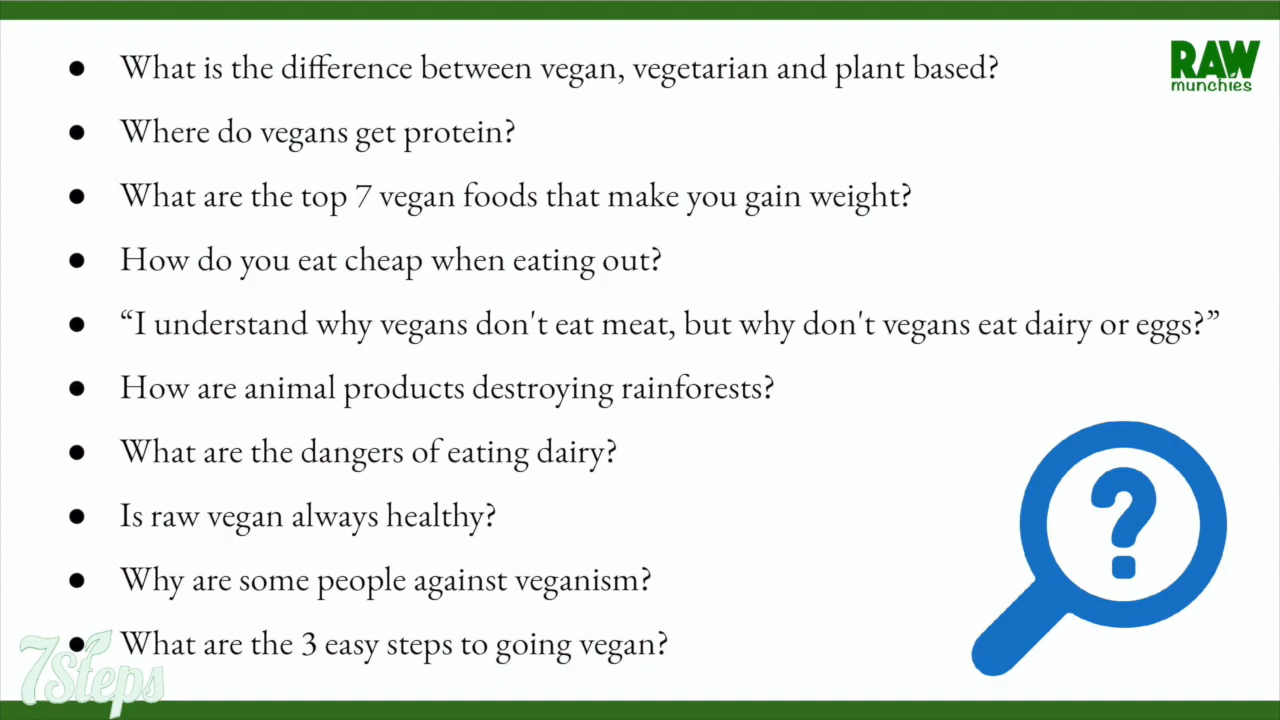 What is the difference between vegan, vegetarian and plant based?
RAW
munchies
Where do vegans get protein?
What are the top 7 vegan foods that make you gain weight?
How do you eat cheap when eating out?
“I understand why vegans don't eat meat, but why don't vegans eat dairy or eggs?”
How are animal products destroying rainforests?
What are the dangers of eating dairy?
Is raw vegan always healthy?
?
Why are some people against veganism?
What are the 3 easy steps to going vegan?
7Steps